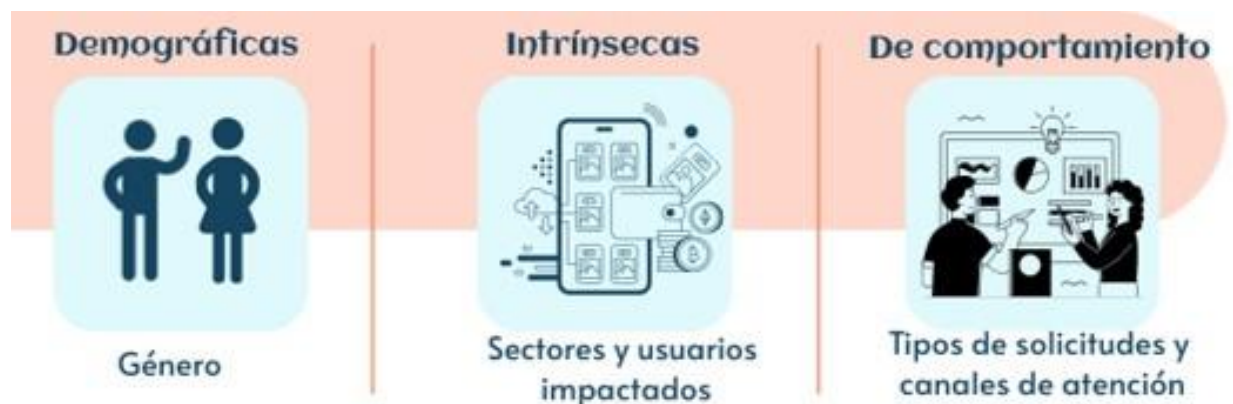 Demográficas
Género
Intrínsecas
Sectores y usuarios
impactados
De comportamiento
Tipos de solicitudes y
canales de atención